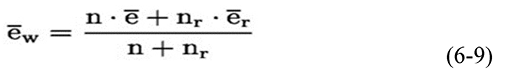 ē_w = (n · ē + n_r · ē_r) / (n + n_r) (6-9)